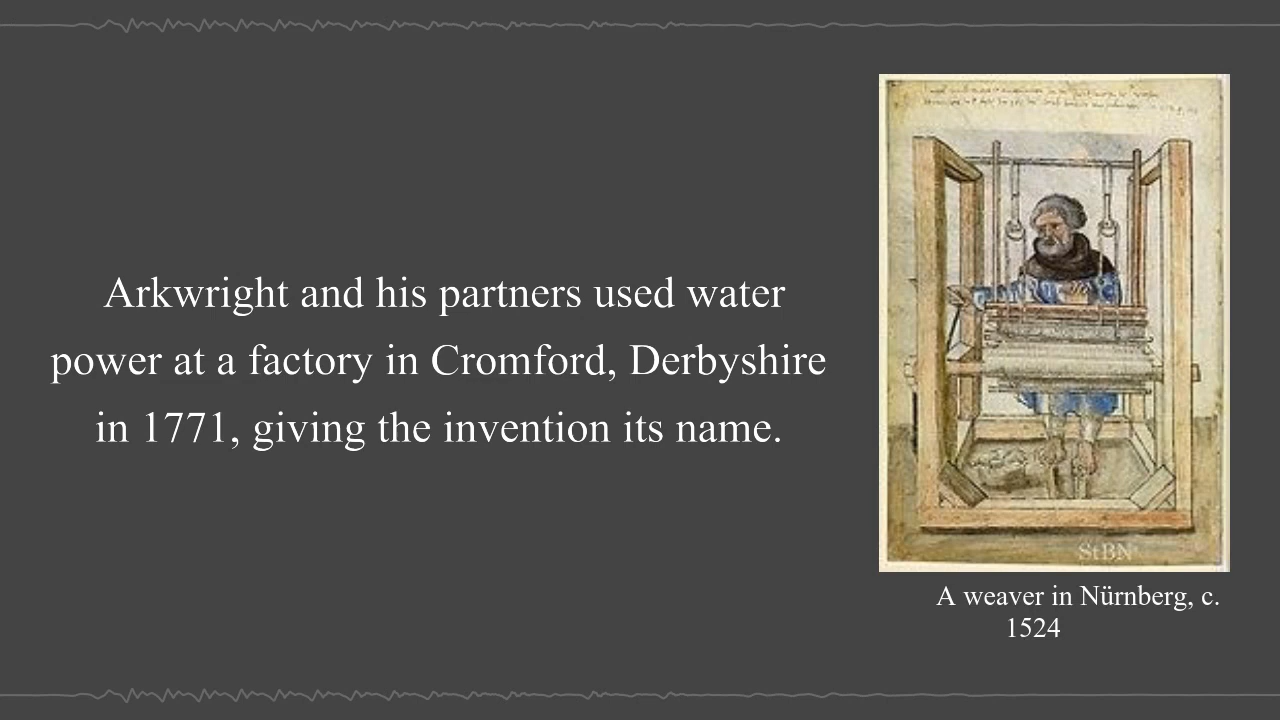 Arkwright and his partners used water
power at a factory in Cromford, Derbyshire
in 1771, giving the invention its name.
StBN
A weaver in Nürnberg, c.
1524